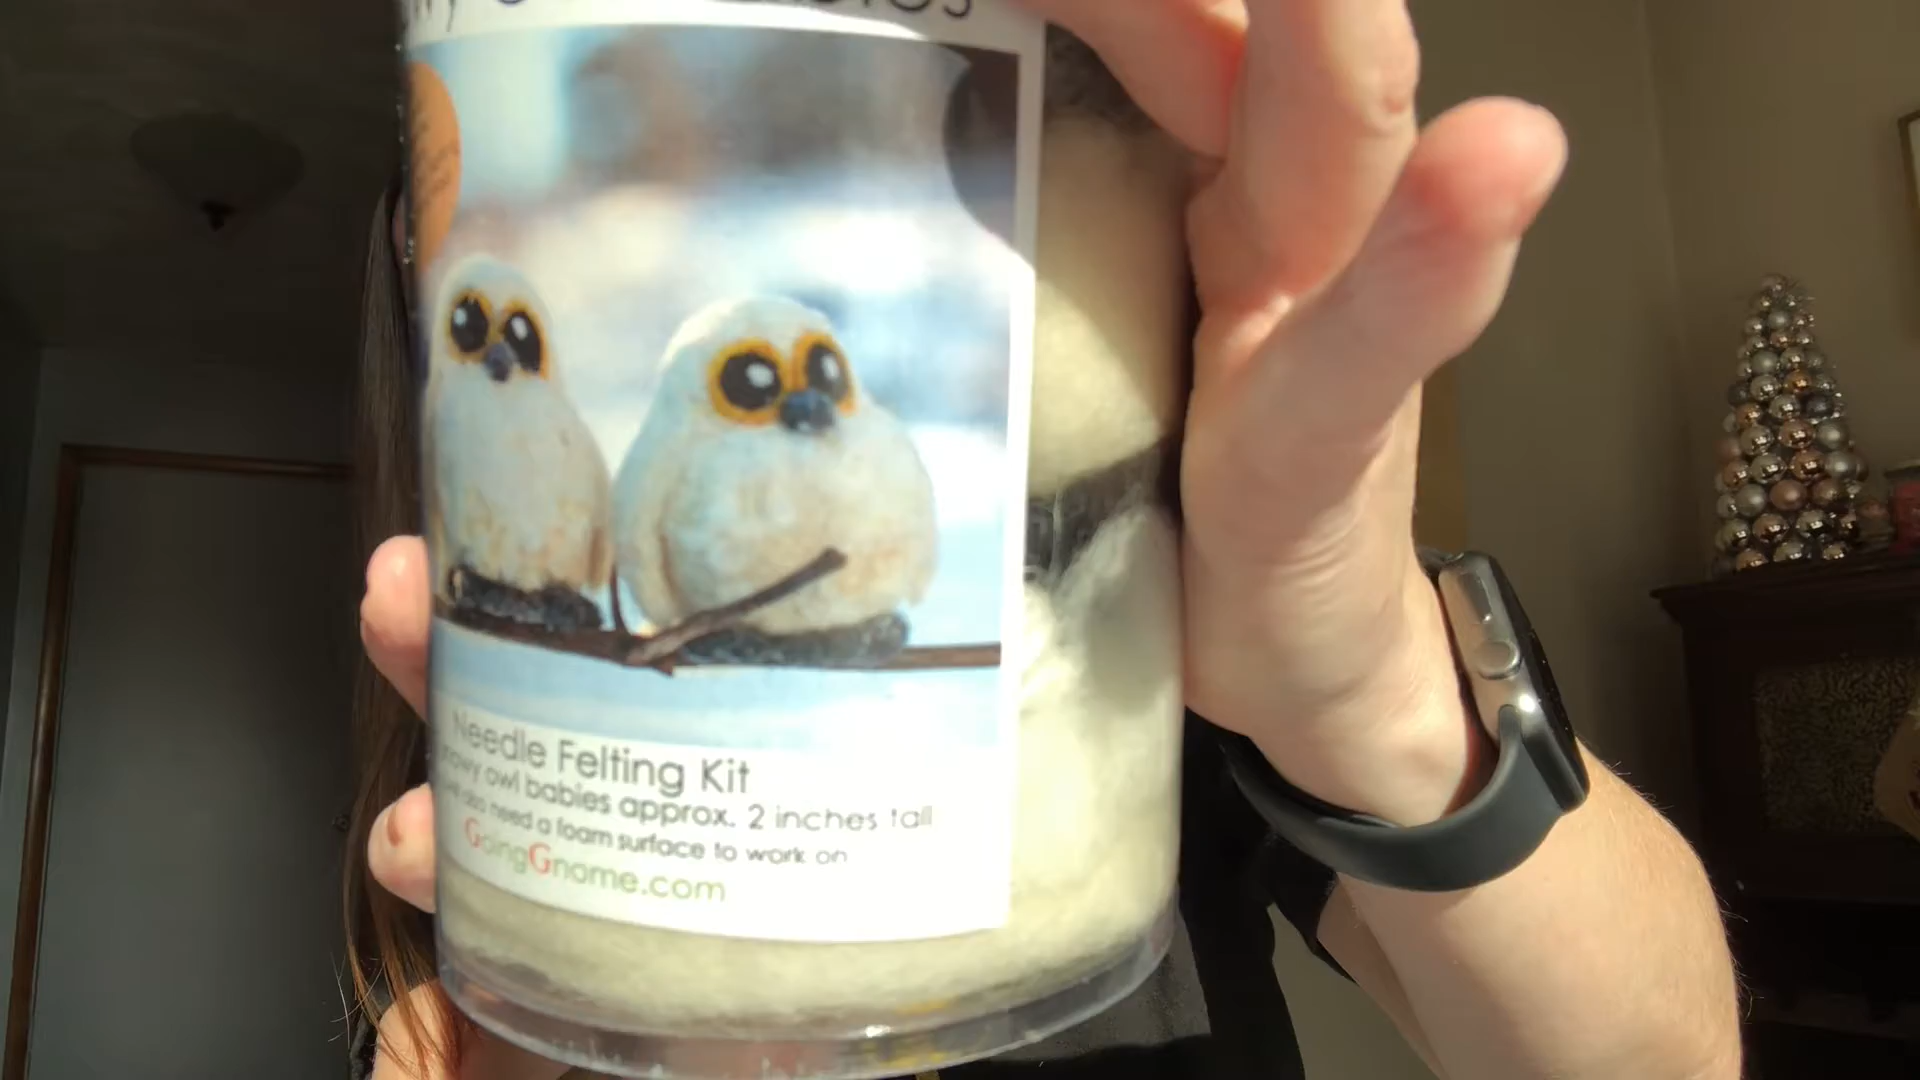 Needle Felting Kit
owl babies approx. 2 inches tall
need a foam surface to work on
GoingGnome.com